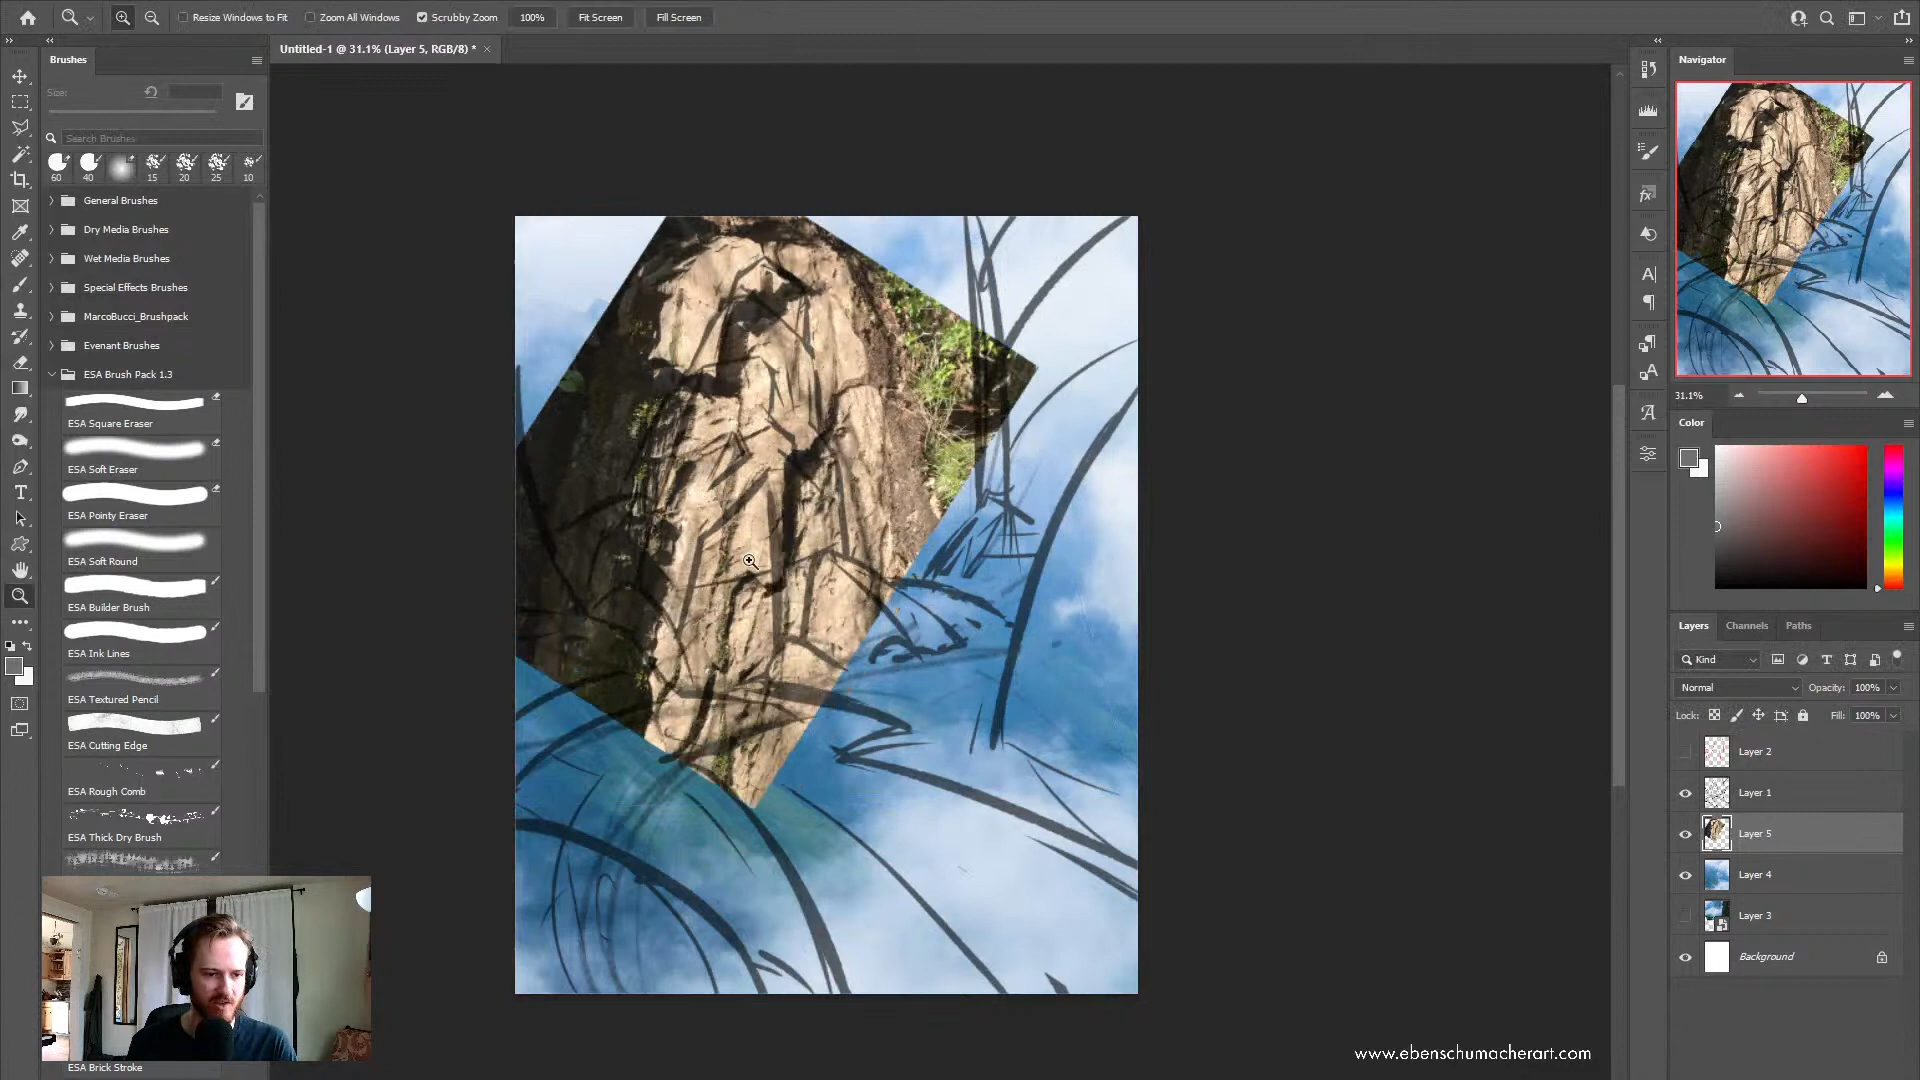 Resize Windows to Fit
Zoom All Windows
Scrubby Zoom
100%
Fit Screen
Fill Screen
Untitled-1 @ 31.1% (Layer 5, RGB/8) *
Brushes
Size:
Search Brushes
60
40
15
20
25
10
General Brushes
Dry Media Brushes
Wet Media Brushes
Special Effects Brushes
MarcoBucci_Brushpack
Evenant Brushes
ESA Brush Pack 1.3
ESA Square Eraser
ESA Soft Eraser
ESA Pointy Eraser
ESA Soft Round
ESA Builder Brush
ESA Ink Lines
ESA Textured Pencil
ESA Cutting Edge
ESA Rough Comb
ESA Thick Dry Brush
ESA Brick Stroke
www.ebenschumacherart.com
Navigator
31.1%
Color
Layers
Channels
Paths
Kind
Normal
Opacity: 100%
Lock:
Fill: 100%
Layer 2
Layer 1
Layer 5
Layer 4
Layer 3
Background